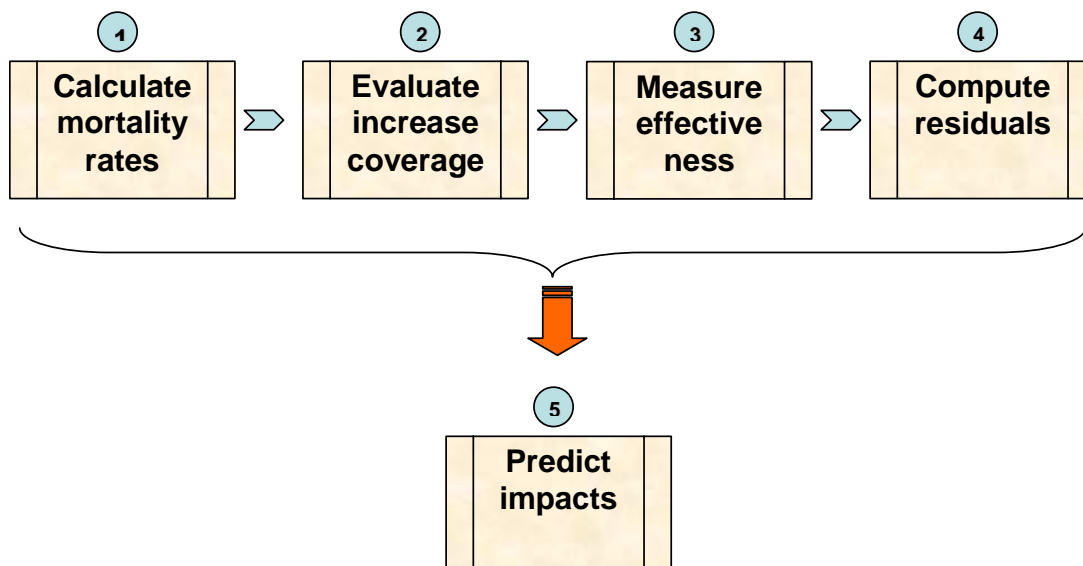 1
Calculate
mortality
rates
2
Evaluate
increase
coverage
3
Measure
effective
ness
4
Compute
residuals
5
Predict
impacts